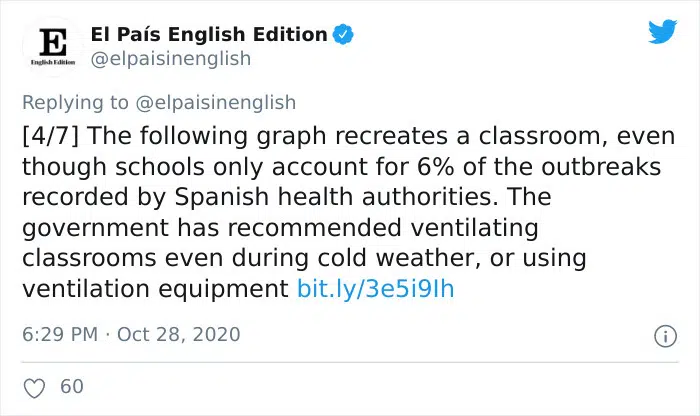 E
English Edition
El País English Edition
@elpaisinenglish
Replying to @elpaisinenglish
[4/7] The following graph recreates a classroom, even
though schools only account for 6% of the outbreaks
recorded by Spanish health authorities. The
government has recommended ventilating
classrooms even during cold weather, or using
ventilation equipment bit.ly/3e5i9Ih
6:29 PM · Oct 28, 2020
60